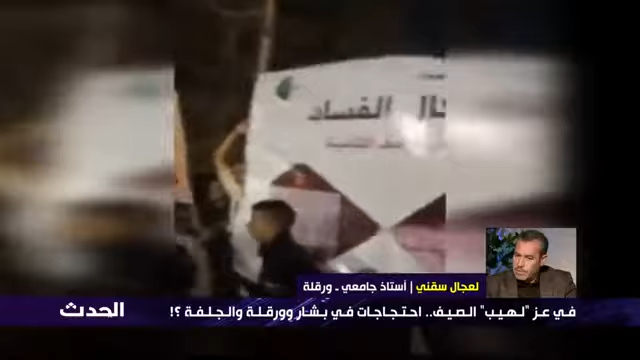 الفساد
لعجال سقني | أستاذ جامعي - ورقلة
في عز "لهيب" الصيف.. احتجاجات في بشار وورقلة والجلفة ؟!
الحدث